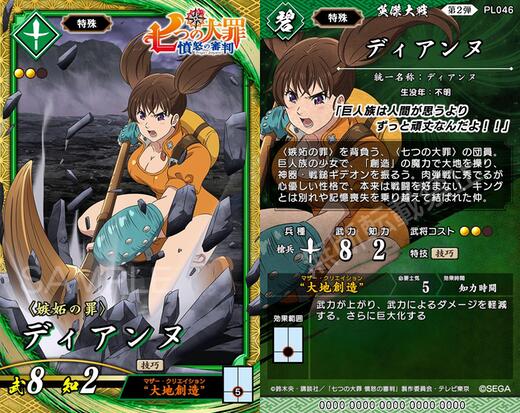 特殊
七つの大罪
憤怒の審判
〈嫉妬の罪〉
ディアンヌ
技巧
武8 知2
マザー・クリエイション
"大地創造"
5
碧
特殊
英傑大戦
第2弾
PL046
ディアンヌ
統一名称：ディアンヌ
生没年：不明
「巨人族は人間が思うより
ずっと頑丈なんだよ！！」
〈嫉妬の罪〉を背負う、〈七つの大罪〉の団員。
巨人族の少女で、「創造」の魔力で大地を操り、
神器・戦鎚ギデオンを振るう。肉弾戦に秀でるが
心優しい性格で、本来は戦闘を好まない。キング
とは別れや記憶喪失を乗り越えて結ばれた仲。
兵種 武力 知力 武将コスト
槍兵 8 2
特技 技巧
マザー・クリエイション 必要士気 効果時間
"大地創造" 5 知力時間
効果範囲
武力が上がり、武力によるダメージを軽減
する。さらに巨大化する
©鈴木央・講談社／「七つの大罪 憤怒の審判」製作委員会・テレビ東京 ©SEGA
0000-0000-0000-0000-0000